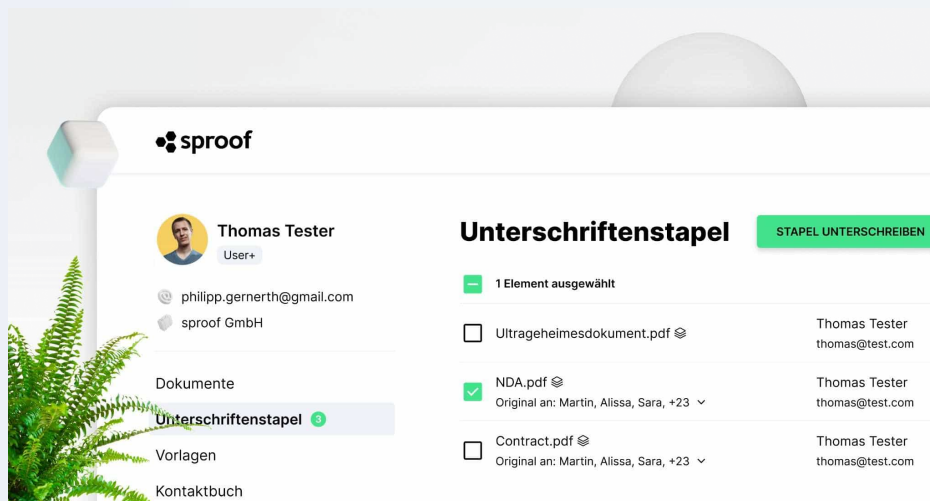 sproof
Thomas Tester
User+
philipp.gernerth@gmail.com
sproof GmbH
Dokumente
Unterschriftenstapel 3
Vorlagen
Kontaktbuch
Unterschriftenstapel
STAPEL UNTERSCHREIBEN
1 Element ausgewählt
Ultrageheimesdokument.pdf
Thomas Tester
thomas@test.com
NDA.pdf
Original an: Martin, Alissa, Sara, +23
Thomas Tester
thomas@test.com
Contract.pdf
Original an: Martin, Alissa, Sara, +23
Thomas Tester
thomas@test.com